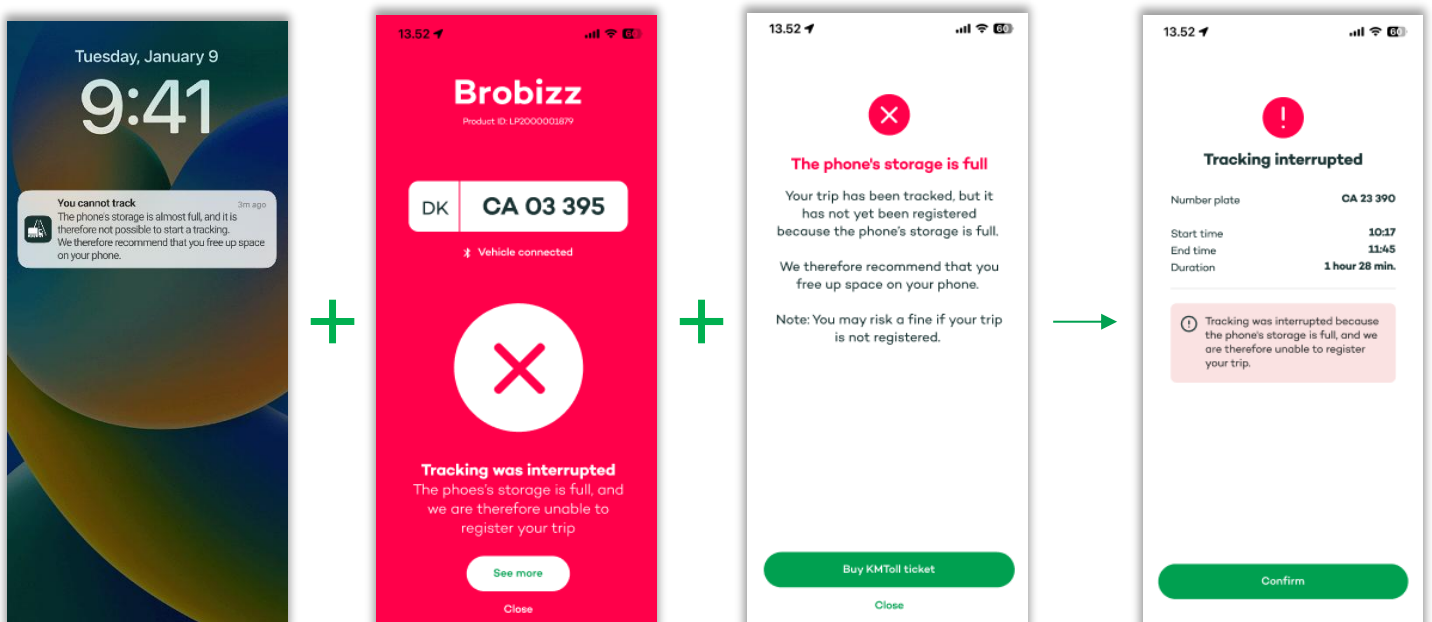 Tuesday, January 9
9:41
You cannot track
3m ago
The phone's storage is almost full, and it is
therefore not possible to start a tracking.
We therefore recommend that you free up space
on your phone.
+
13.52
60
Brobizz
Product ID: LP2000001879
DK CA 03 395
Vehicle connected
Tracking was interrupted
The phoes's storage is full, and
we are therefore unable to
register your trip
See more
Close
+
13.52
60
The phone's storage is full
Your trip has been tracked, but it
has not yet been registered
because the phone's storage is full.
We therefore recommend that you
free up space on your phone.
Note: You may risk a fine if your trip
is not registered.
Buy KMToll ticket
Close
13.52
60
Tracking interrupted
Number plate CA 23 390
Start time 10:17
End time 11:45
Duration 1 hour 28 min.
Tracking was interrupted because
the phone's storage is full, and we
are therefore unable to register
your trip.
Confirm